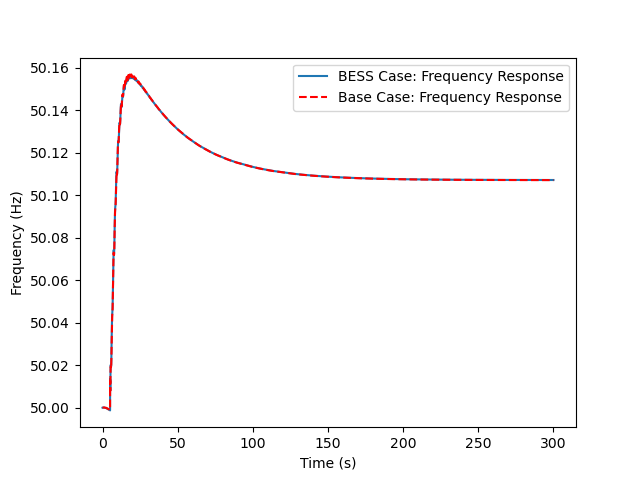 BESS Case: Frequency Response
Base Case: Frequency Response
50.16
50.14
50.12
50.10
50.08
50.06
50.04
50.02
50.00
Frequency (Hz)
0 50 100 150 200 250 300
Time (s)